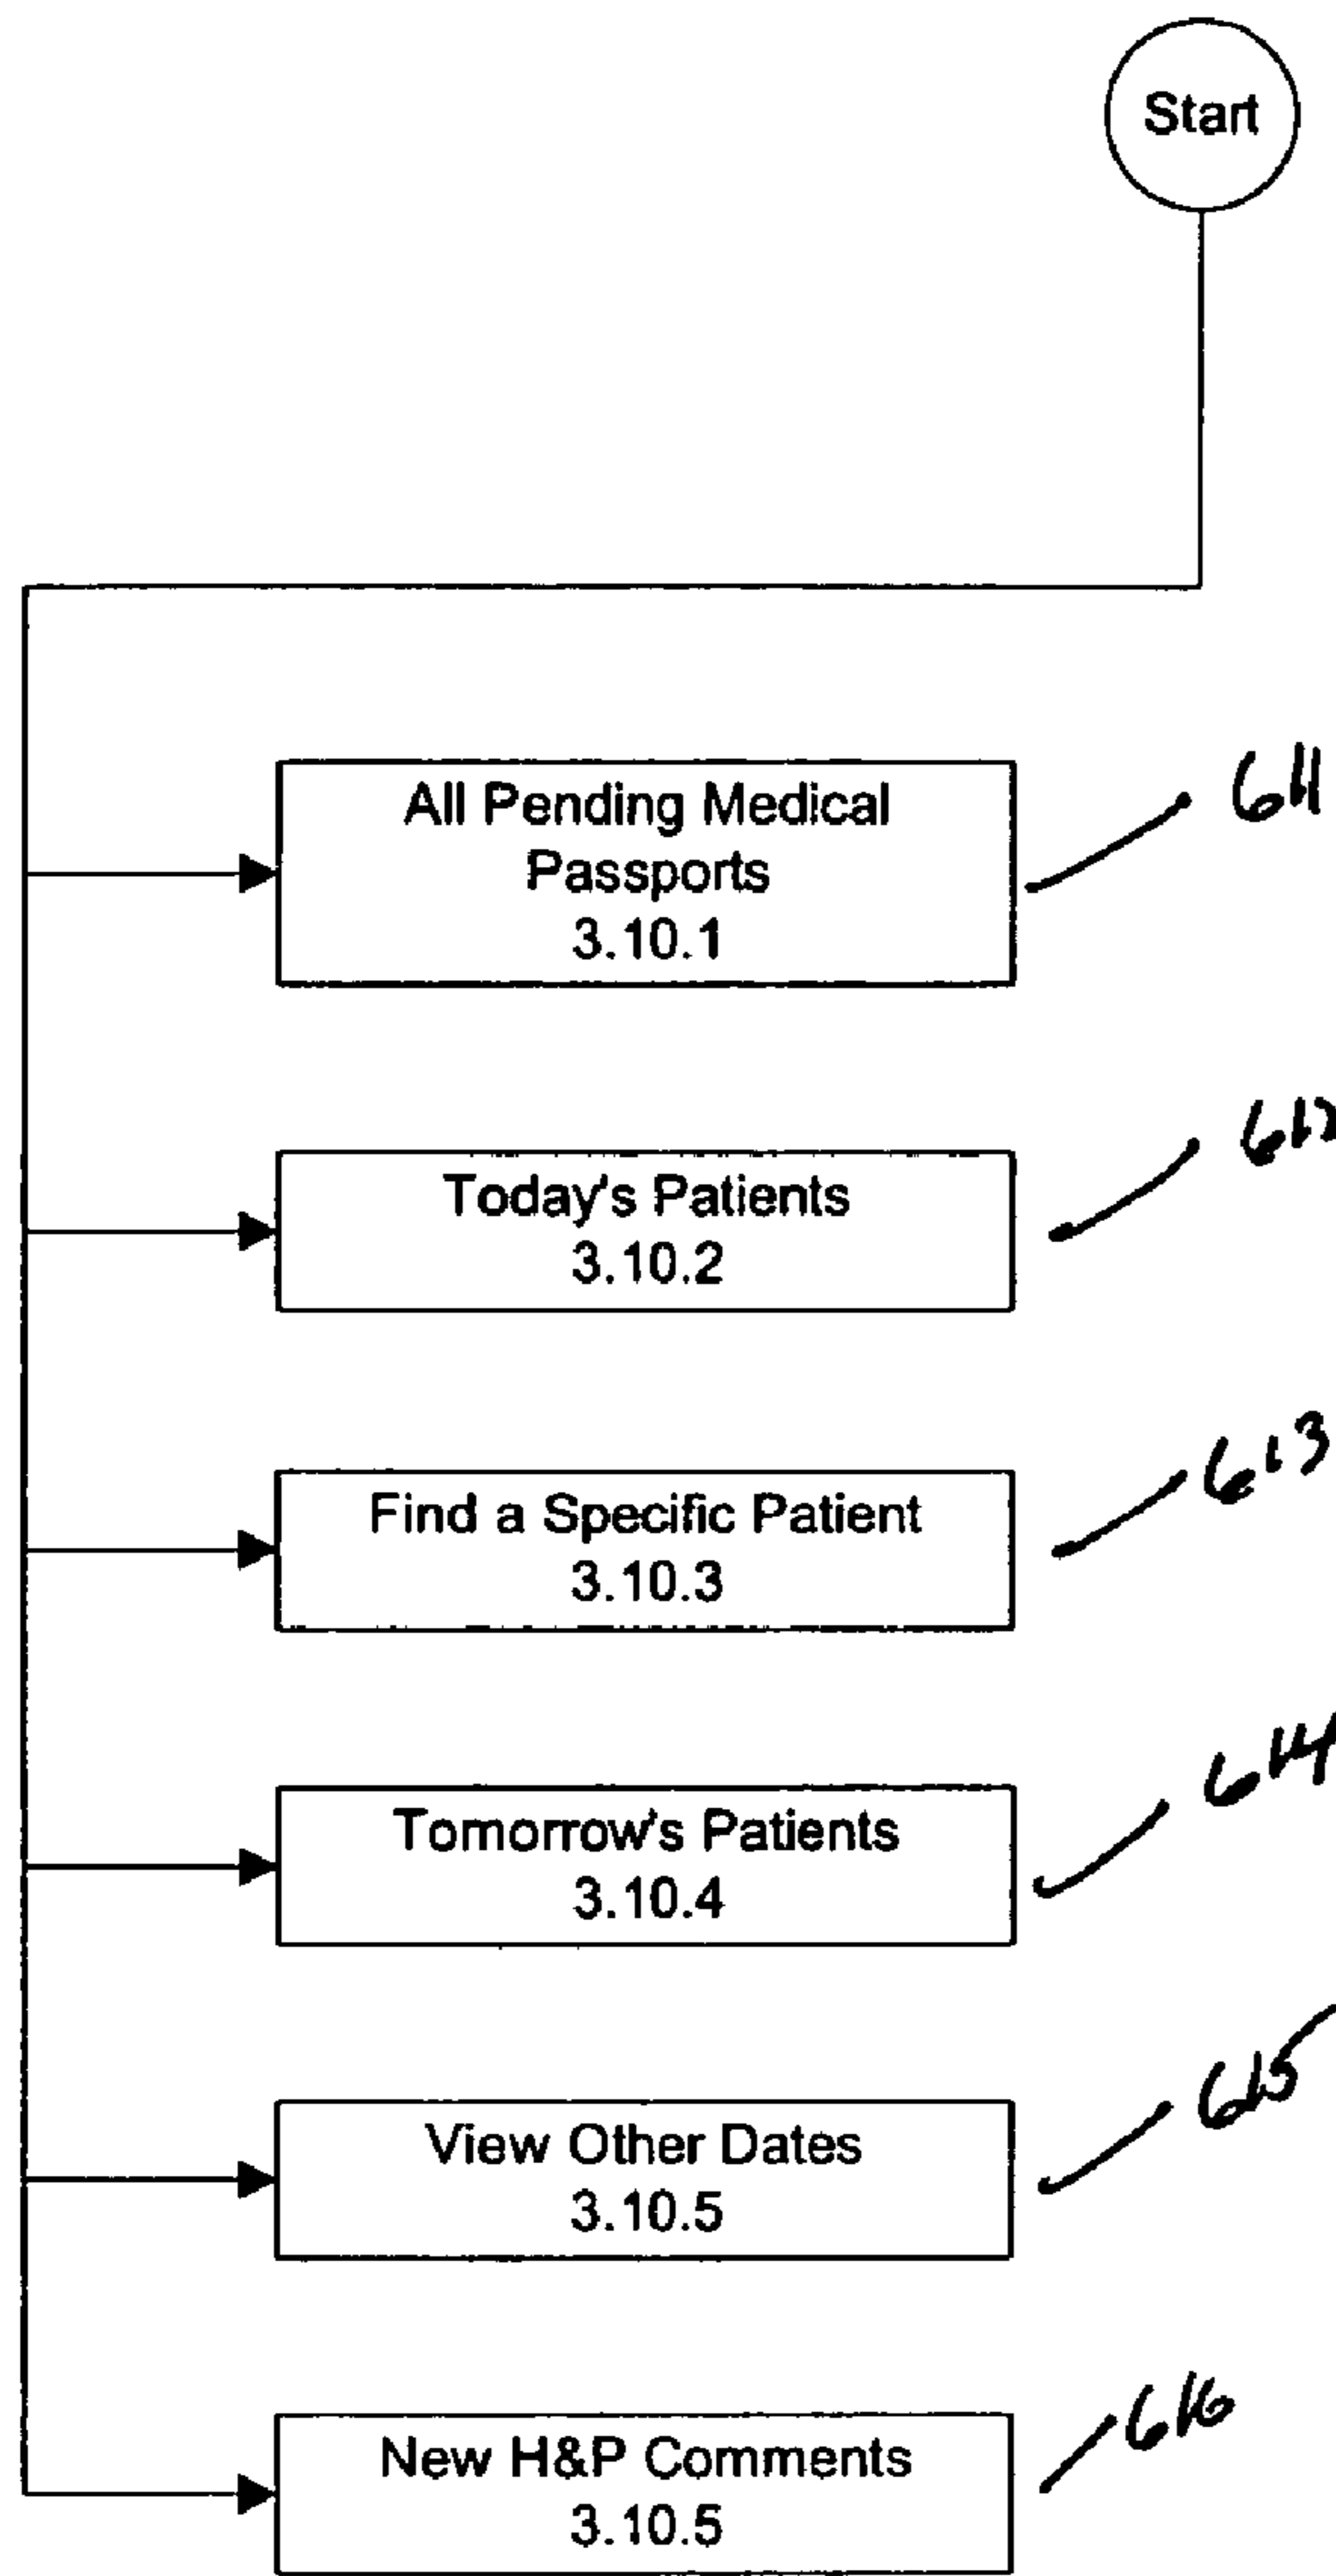 Start
All Pending Medical
Passports
3.10.1
611
Today's Patients
3.10.2
612
Find a Specific Patient
3.10.3
613
Tomorrow's Patients
3.10.4
614
View Other Dates
3.10.5
615
New H&P Comments
3.10.5
616